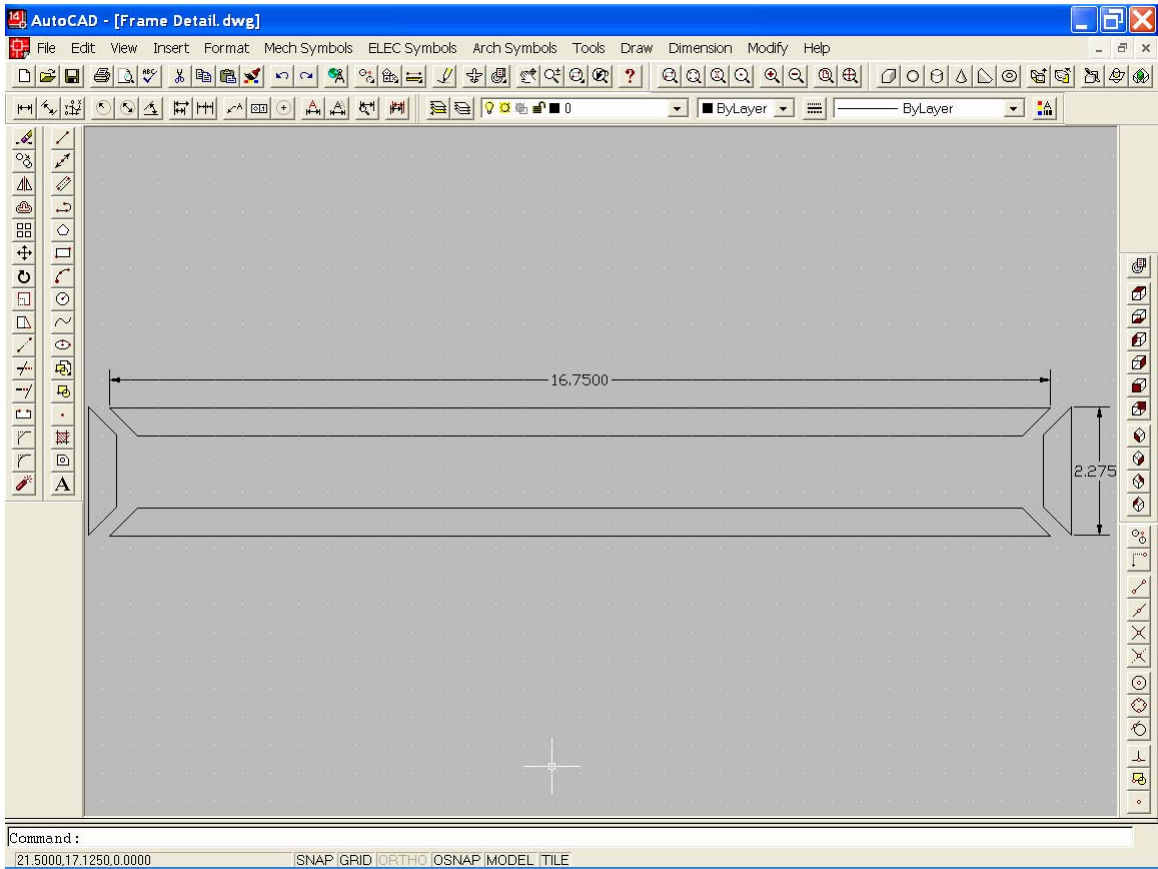 14 AutoCAD - [Frame Detail.dwg]
File Edit View Insert Format Mech Symbols ELEC Symbols Arch Symbols Tools Draw Dimension Modify Help
0 ByLayer ByLayer
A
16.7500
2.275
Command:
21.5000,17.1250,0.0000 SNAP GRID ORTHO OSNAP MODEL TILE